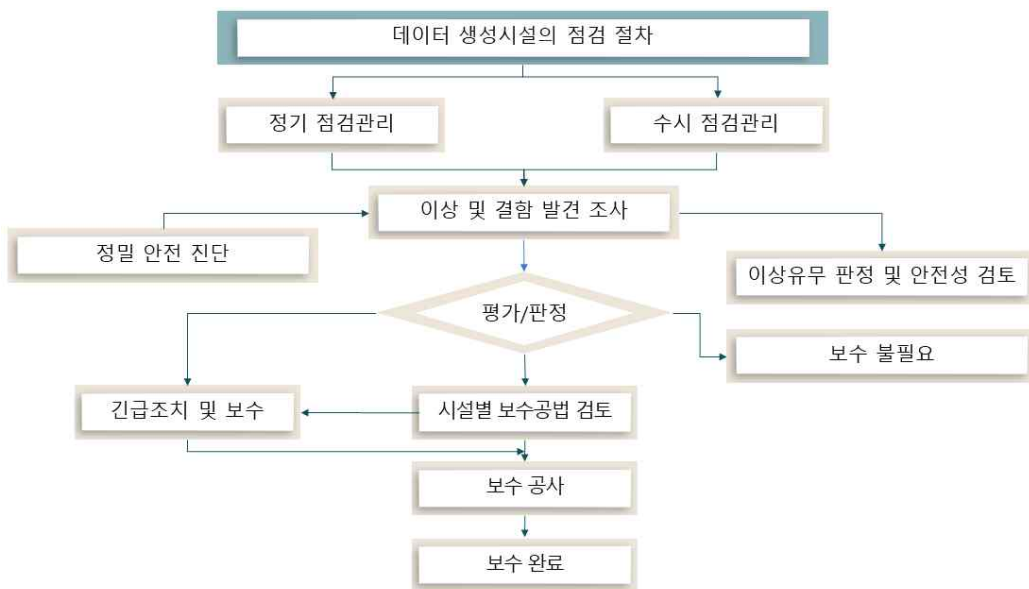 데이터 생성시설의 점검 절차
정기 점검관리
수시 점검관리
이상 및 결함 발견 조사
정밀 안전 진단
이상유무 판정 및 안전성 검토
평가/판정
보수 불필요
긴급조치 및 보수
시설별 보수공법 검토
보수 공사
보수 완료